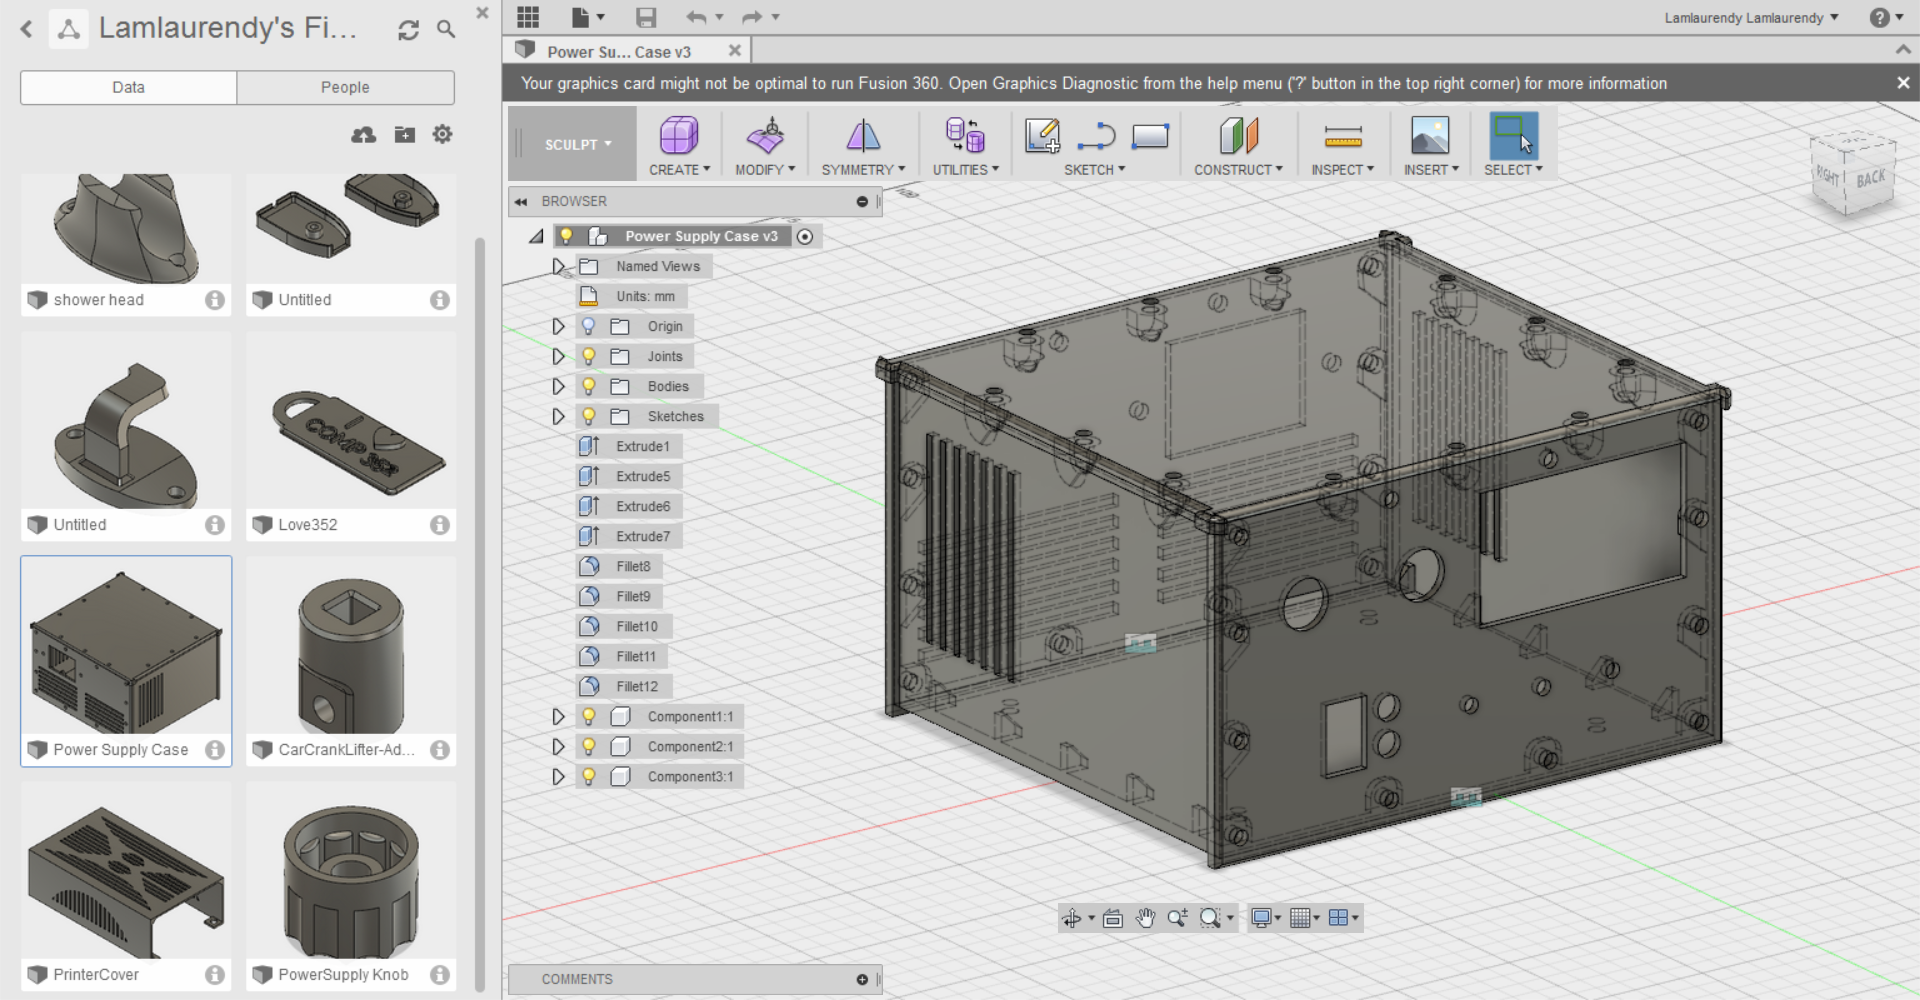 Lamlaurendy's Fi...
Data
People
shower head
Untitled
Untitled
Love352
Power Supply Case
CarCrankLifter-Ad...
PrinterCover
PowerSupply Knob
Lamlaurendy Lamlaurendy
Power Su... Case v3
Your graphics card might not be optimal to run Fusion 360. Open Graphics Diagnostic from the help menu ('?' button in the top right corner) for more information
SCULPT
CREATE
MODIFY
SYMMETRY
UTILITIES
SKETCH
CONSTRUCT
INSPECT
INSERT
SELECT
RIGHT
BACK
BROWSER
Power Supply Case v3
Named Views
Units: mm
Origin
Joints
Bodies
Sketches
Extrude1
Extrude5
Extrude6
Extrude7
Fillet8
Fillet9
Fillet10
Fillet11
Fillet12
Component1:1
Component2:1
Component3:1
COMMENTS